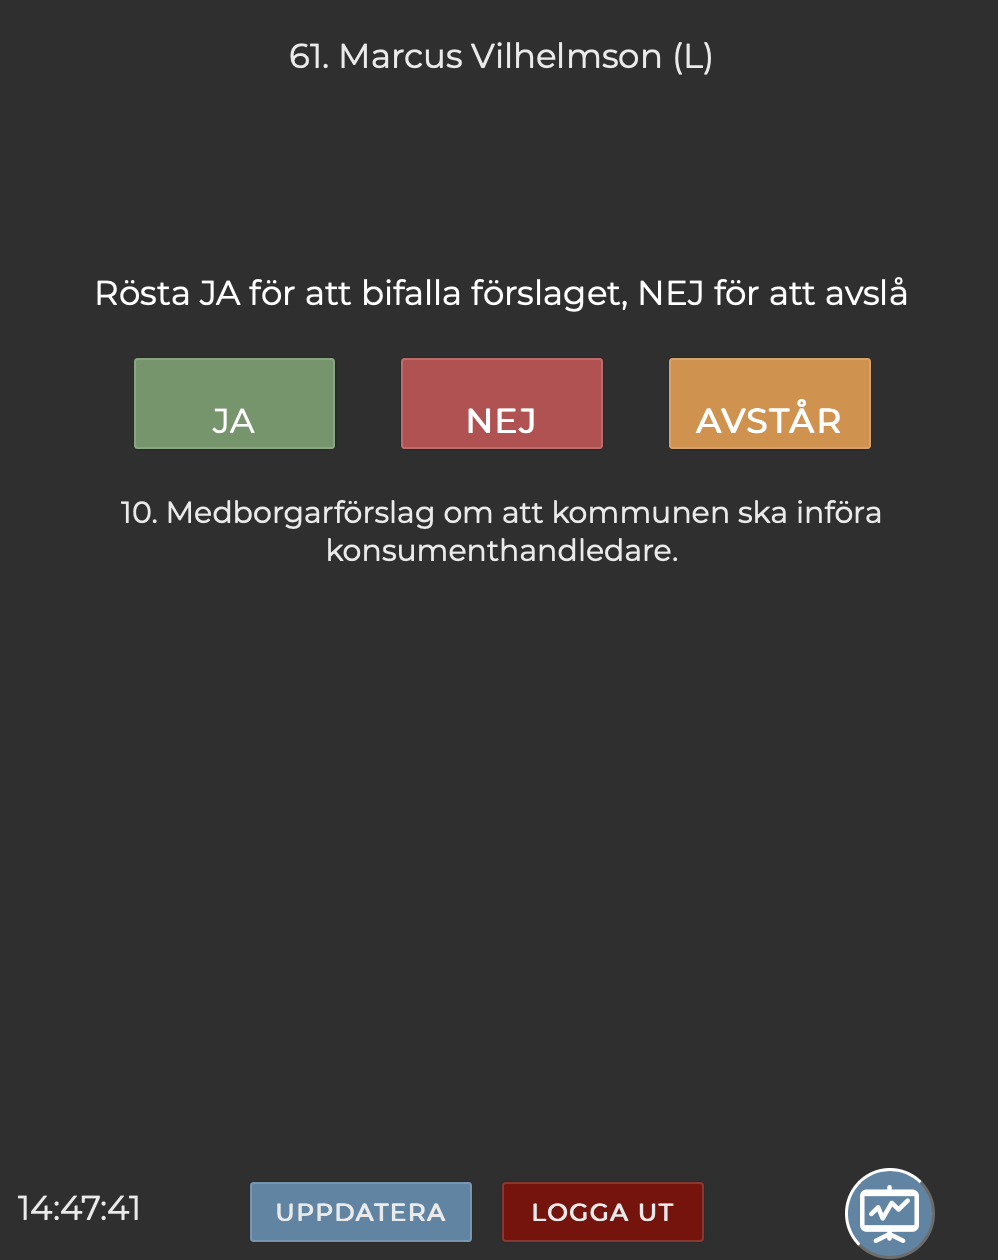 61. Marcus Vilhelmson (L)
Rösta JA för att bifalla förslaget, NEJ för att avslå
JA
NEJ
AVSTÅR
10. Medborgarförslag om att kommunen ska införa
konsumenthandledare.
14:47:41
UPPDATERA
LOGGA UT